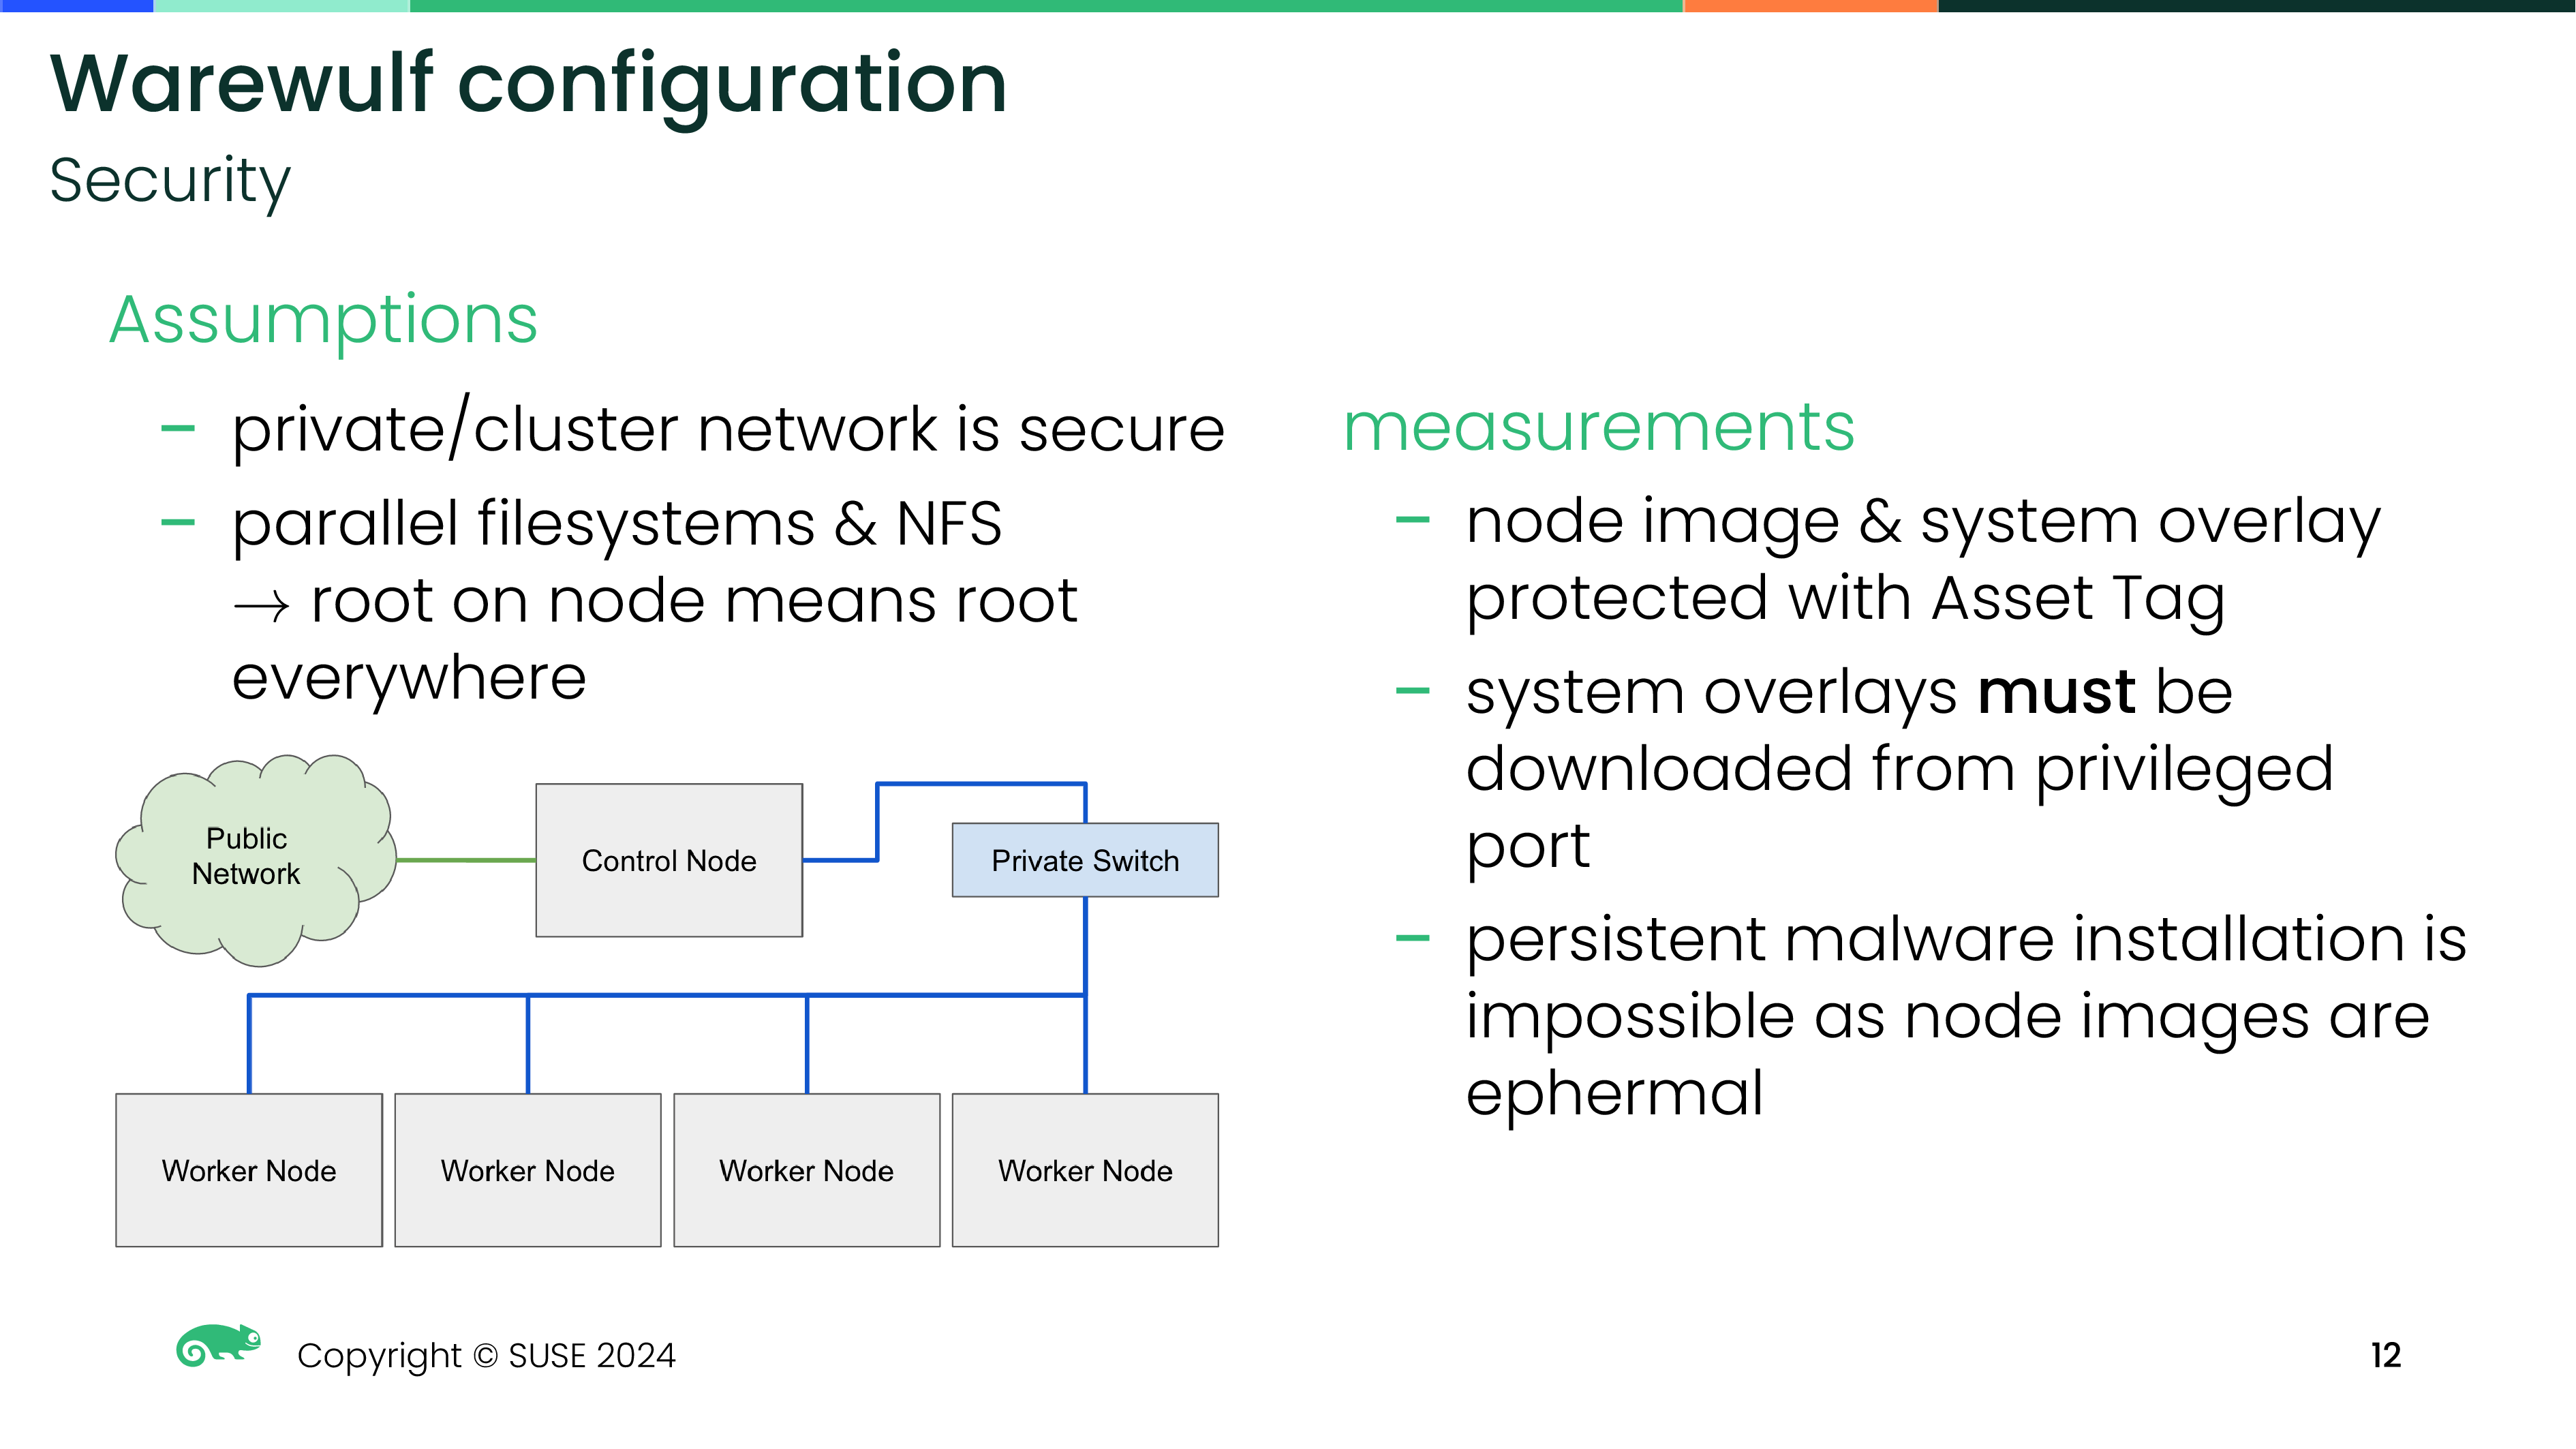 Warewulf configuration
Security
Assumptions
– private/cluster network is secure
– parallel filesystems & NFS
→ root on node means root
everywhere
Public
Network
Control Node
Private Switch
Worker Node
Worker Node
Worker Node
Worker Node
measurements
– node image & system overlay
protected with Asset Tag
– system overlays must be
downloaded from privileged
port
– persistent malware installation is
impossible as node images are
ephermal
Copyright © SUSE 2024
12